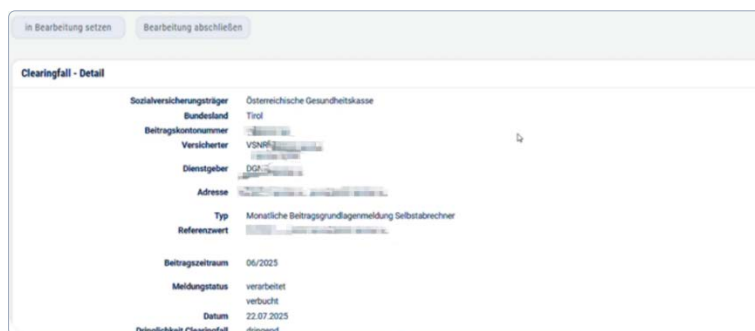 in Bearbeitung setzen Bearbeitung abschließen
Clearingfall - Detail
Sozialversicherungsträger Österreichische Gesundheitskasse
Bundesland Tirol
Beitragskontonummer
Versicherter VSNR
Dienstgeber
Adresse
Typ Monatliche Beitragsgrundlagenmeldung Selbstabrechner
Referenzwert
Beitragszeitraum 06/2025
Meldungsstatus verarbeitet
verbucht
Datum 22.07.2025
Dringlichkeit Clearingfall dringend